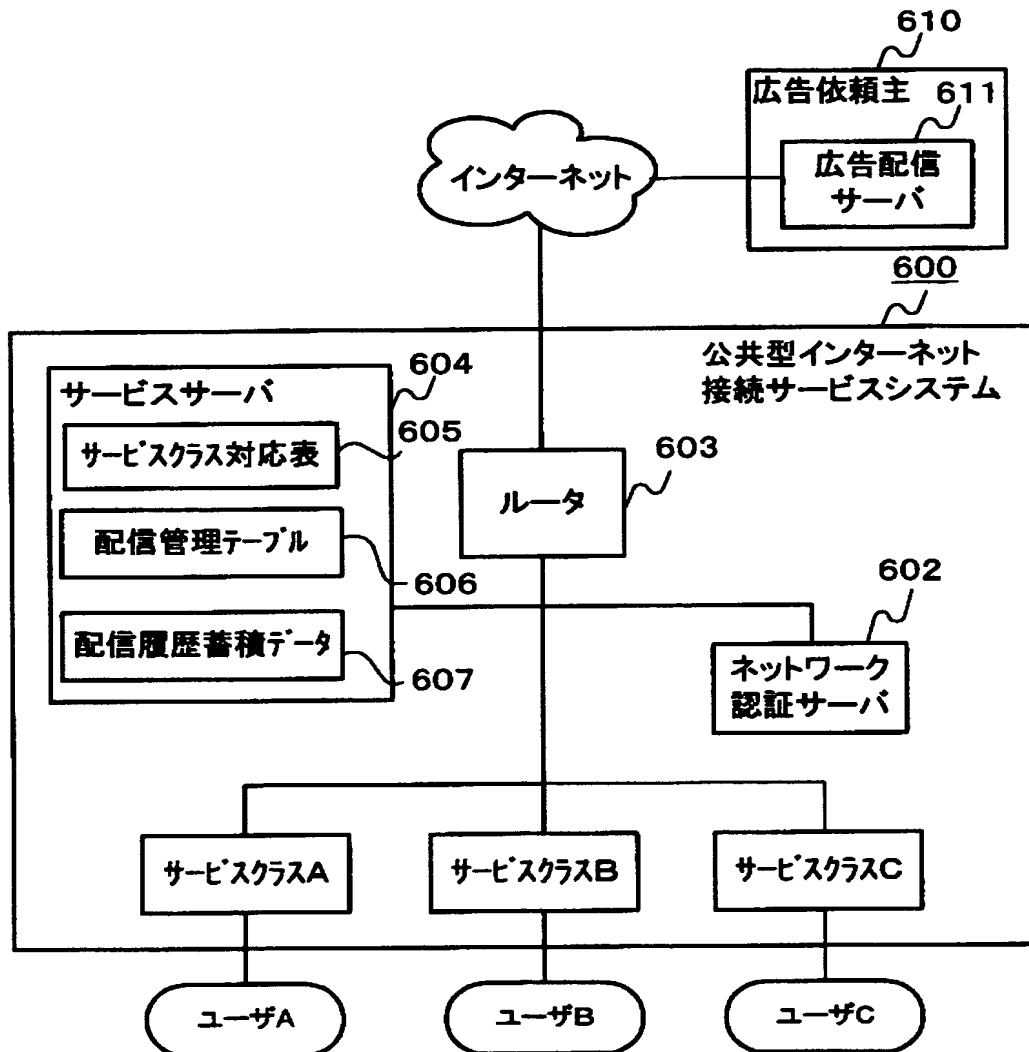 610
広告依頼主
611
広告配信
サーバ
インターネット
600
公共型インターネット
接続サービスシステム
サービスサーバ
604
サービスクラス対応表
605
配信管理テーブル
606
配信履歴蓄積データ
607
ルータ
603
602
ネットワーク
認証サーバ
サービスクラスA
サービスクラスB
サービスクラスC
ユーザA
ユーザB
ユーザC